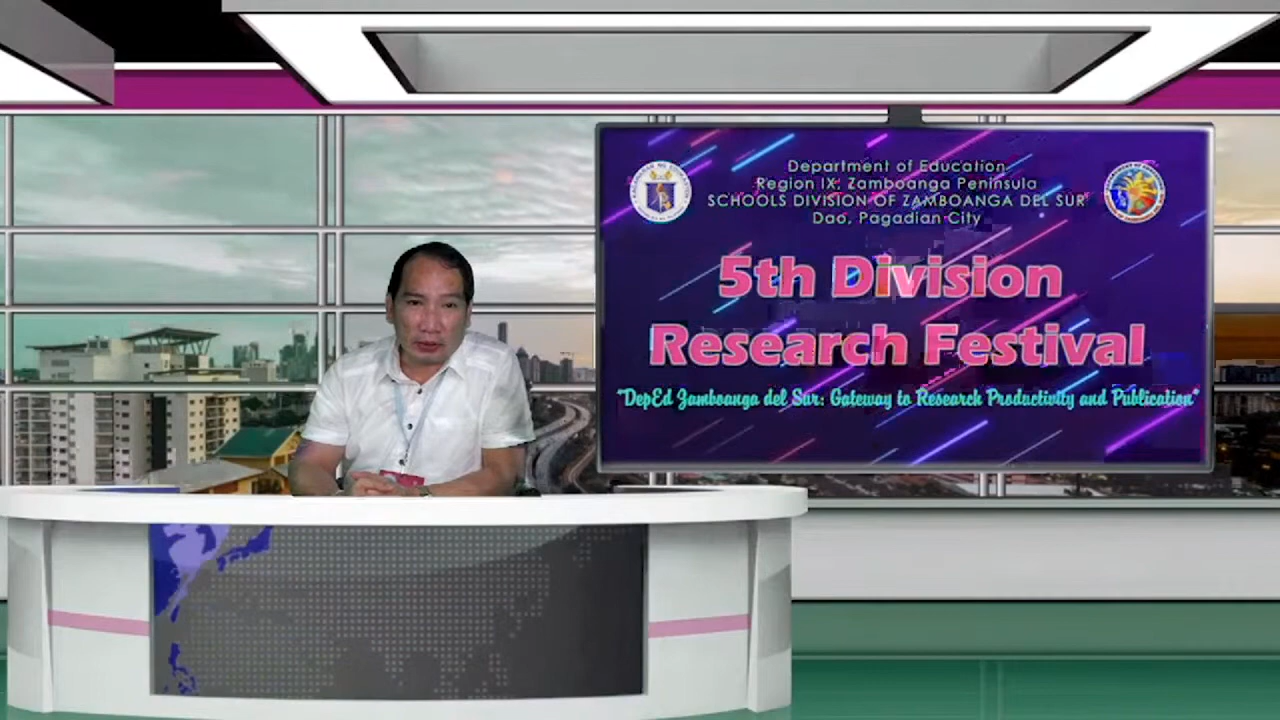 Department of Education
Region IX, Zamboanga Peninsula
SCHOOLS DIVISION OF ZAMBOANGA DEL SUR
Dao, Pagadian City
5th Division
Research Festival
"DepEd Zamboanga del Sur: Gateway to Research Productivity and Publication"